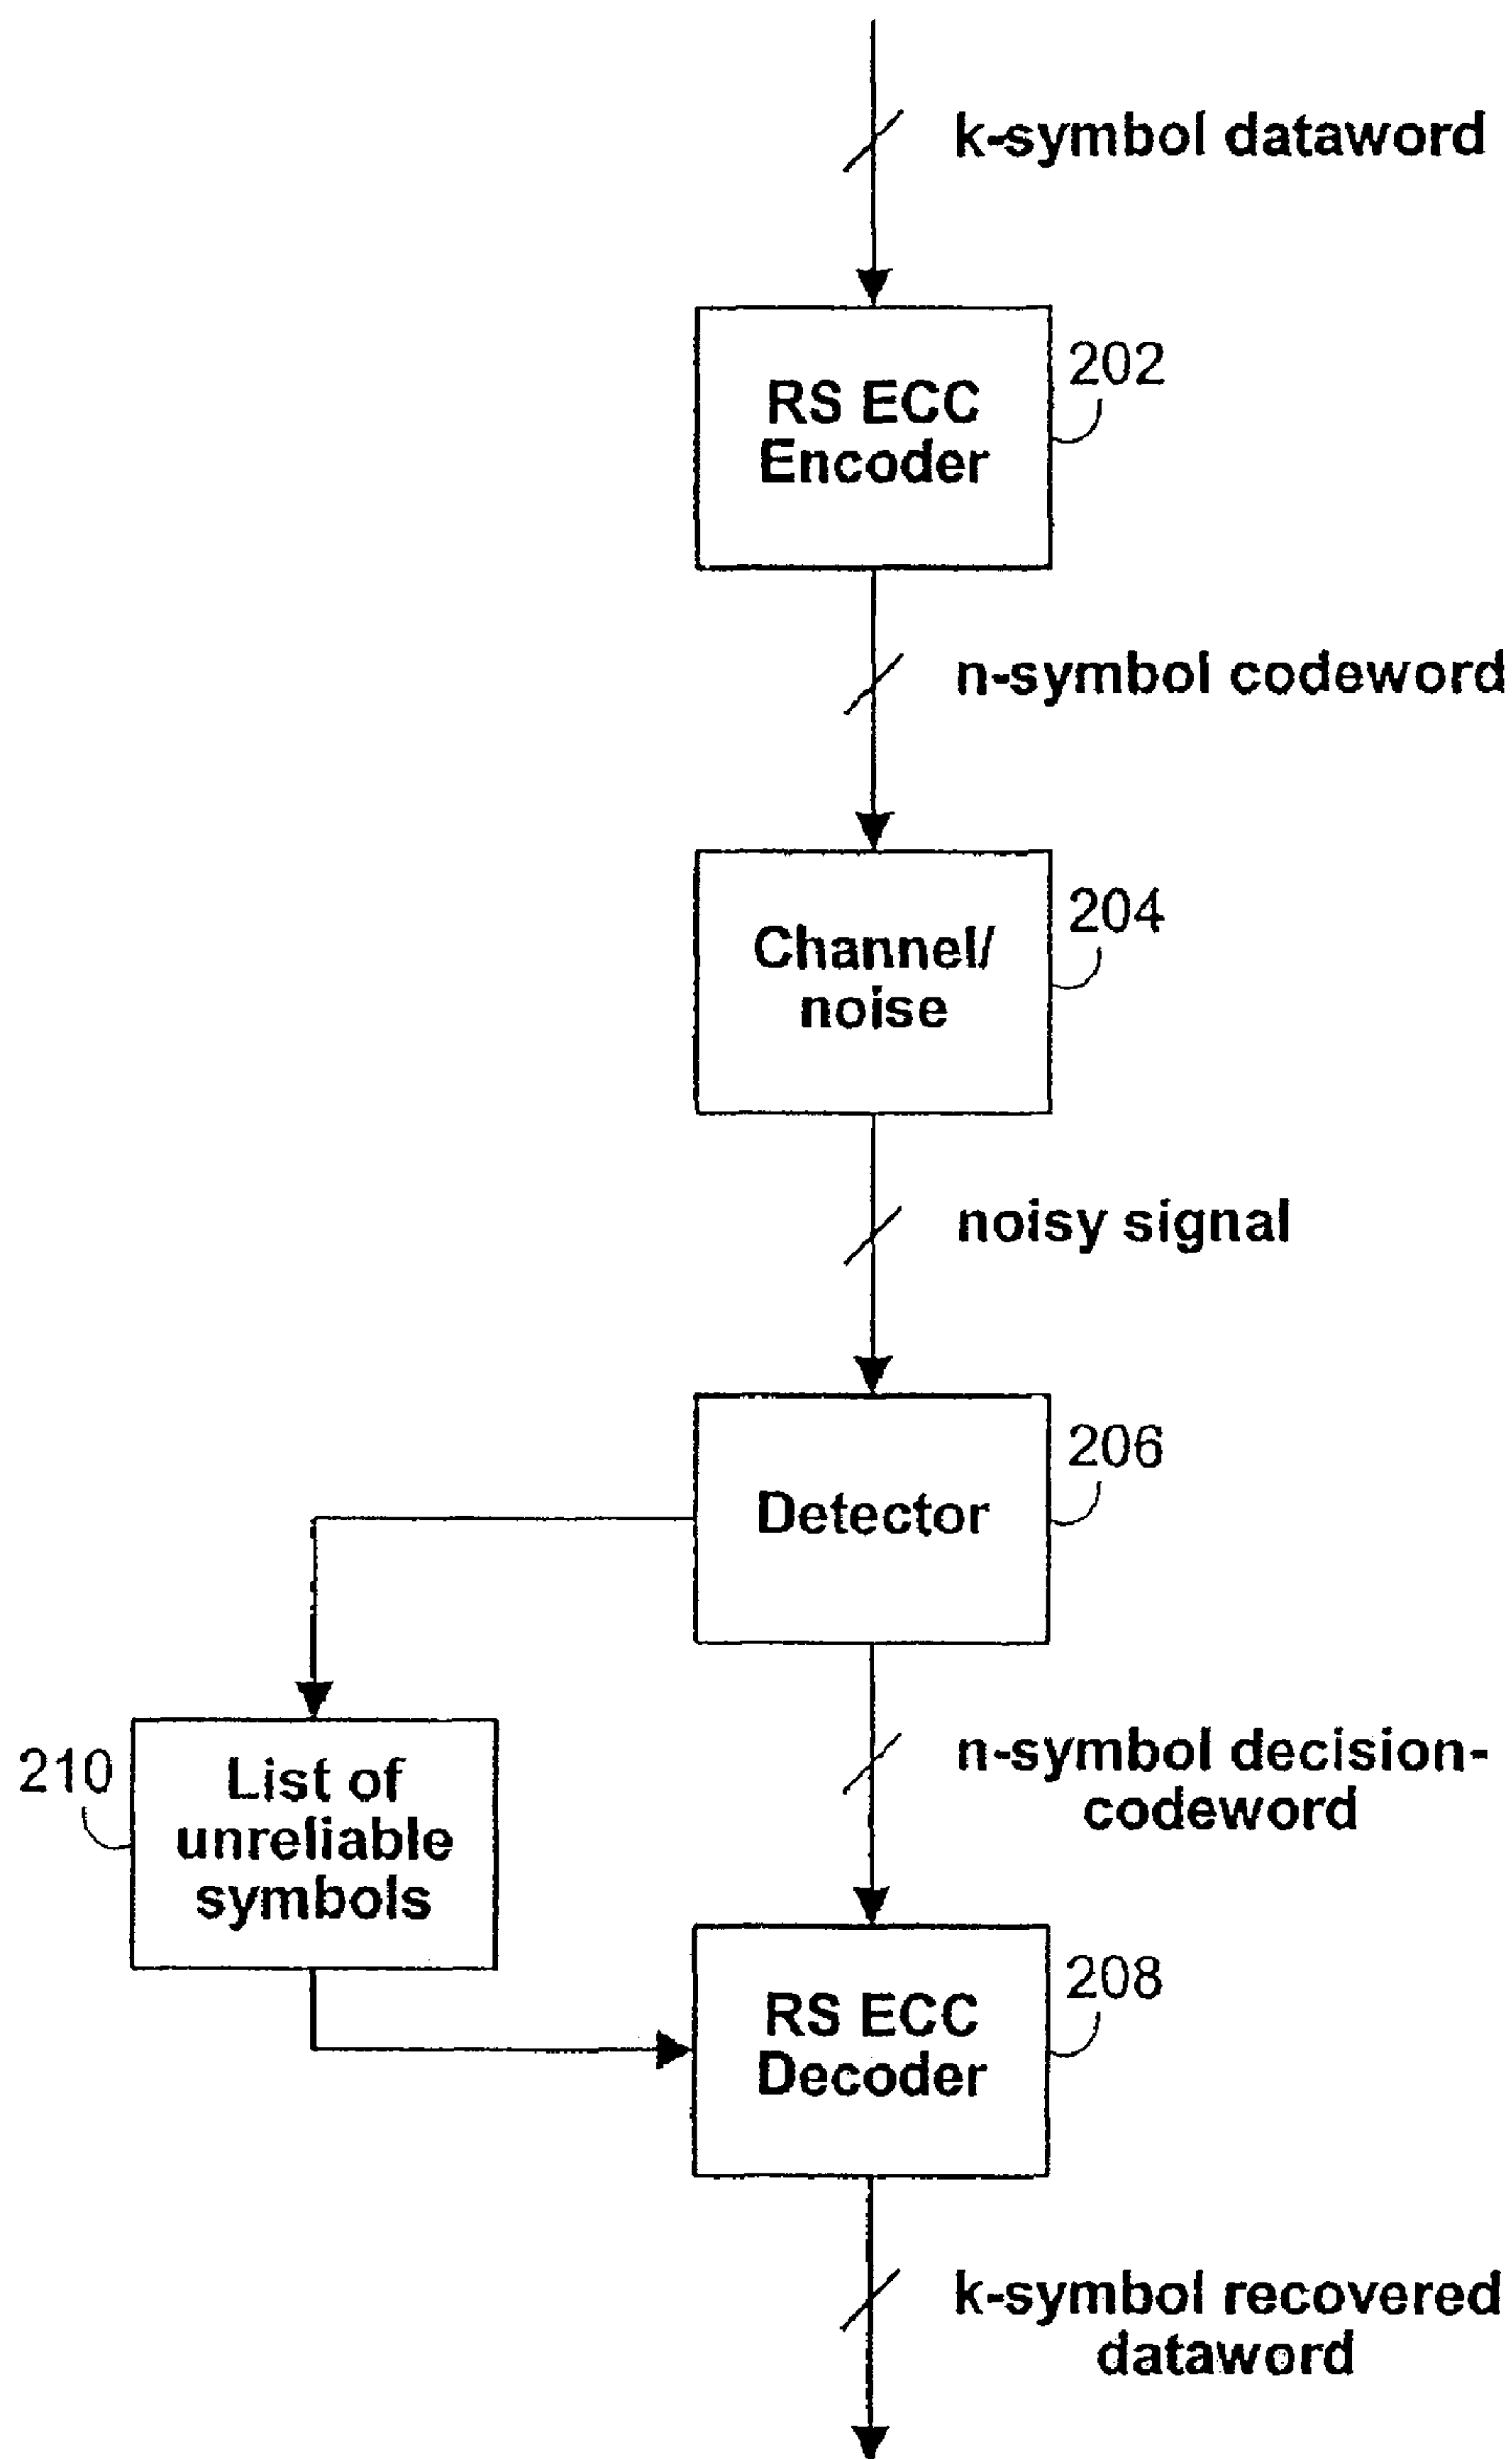 k-symbol dataword
RS ECC
Encoder
202
n-symbol codeword
Channel/
noise
204
noisy signal
Detector
206
n-symbol decision-
codeword
210
List of
unreliable
symbols
RS ECC
Decoder
208
k-symbol recovered
dataword